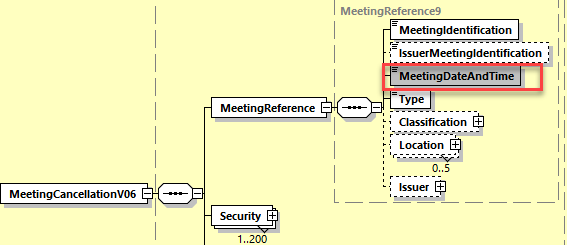 MeetingReference9
MeetingIdentification
IssuerMeetingIdentification
MeetingDateAndTime
MeetingReference
Type
Classification
Location
0..5
Issuer
MeetingCancellationV06
Security
1..200